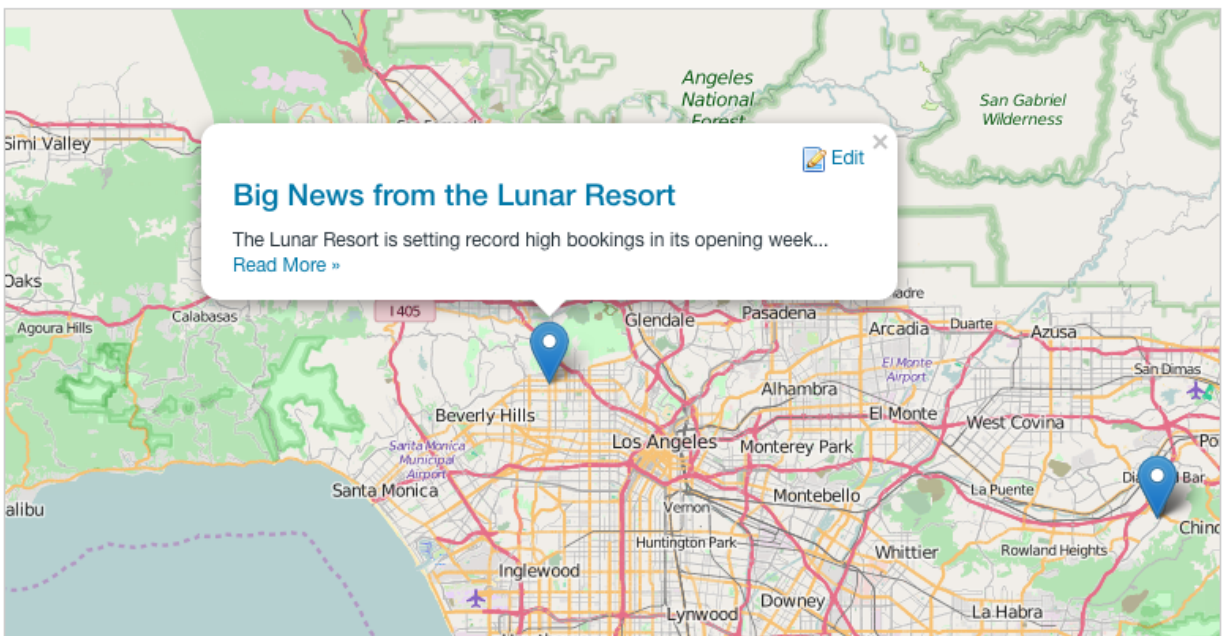 Angeles
National
Forest
San Gabriel
Wilderness
Simi Valley
Edit
×
Big News from the Lunar Resort
The Lunar Resort is setting record high bookings in its opening week...
Read More »
Oaks
adre
I 405
Agoura Hills
Calabasas
Glendale
Pasadena
Arcadia
Duarte
Azusa
El Monte
Airport
San Dimas
Alhambra
Beverly Hills
El Monte
West Covina
Los Angeles
Monterey Park
Po
Santa Monica
Municipal
Airport
Bar
Santa Monica
La Puente
Montebello
alibu
Vernon
Chino
Huntington Park
Whittier
Rowland Heights
Inglewood
Lynwood
Downey
La Habra